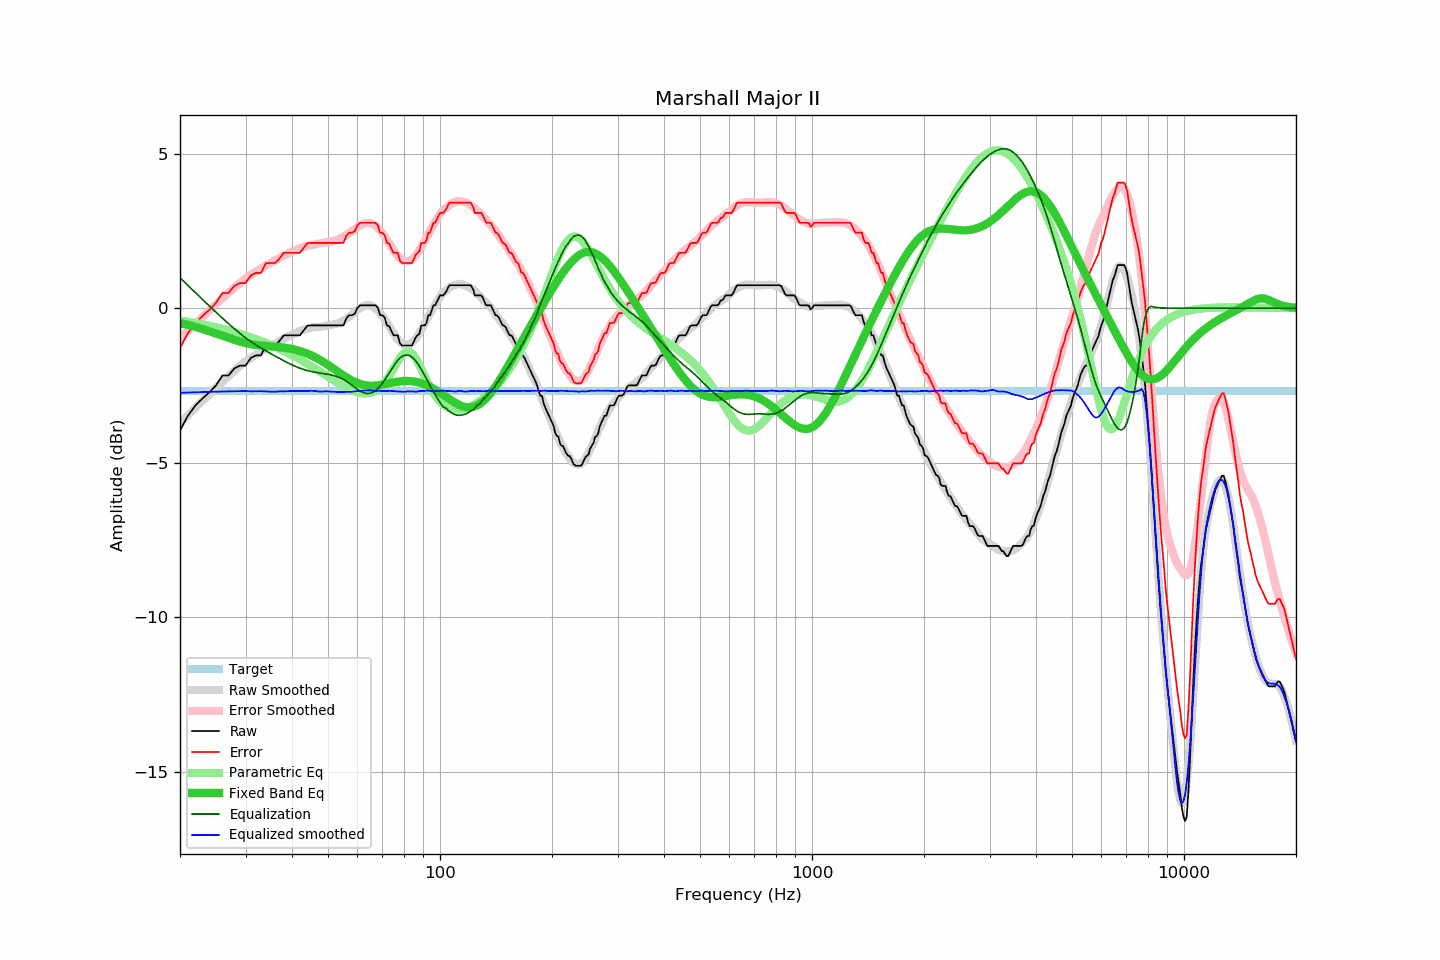 Marshall Major II
5
0
−5
−10
−15
Amplitude (dBr)
Target
Raw Smoothed
Error Smoothed
Raw
Error
Parametric Eq
Fixed Band Eq
Equalization
Equalized smoothed
100 1000 10000
Frequency (Hz)